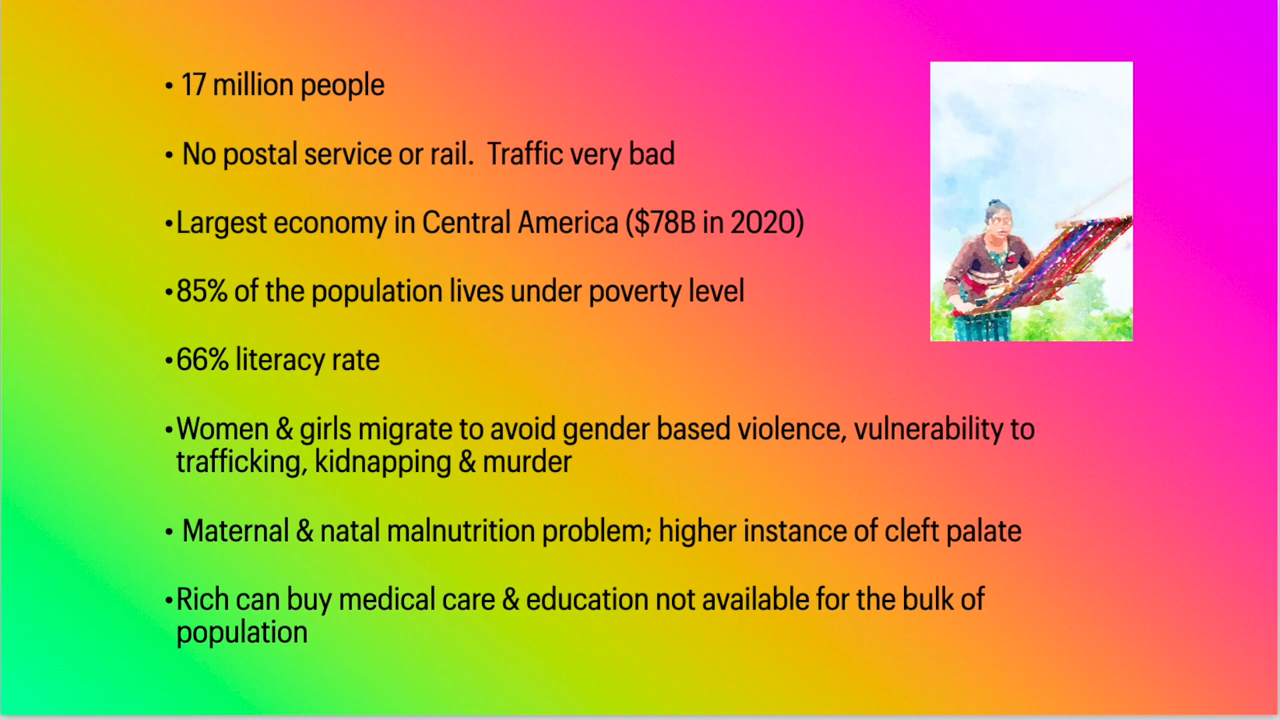 • 17 million people
• No postal service or rail.  Traffic very bad
•Largest economy in Central America ($78B in 2020)
•85% of the population lives under poverty level
•66% literacy rate
•Women & girls migrate to avoid gender based violence, vulnerability to
trafficking, kidnapping & murder
• Maternal & natal malnutrition problem; higher instance of cleft palate
•Rich can buy medical care & education not available for the bulk of
population